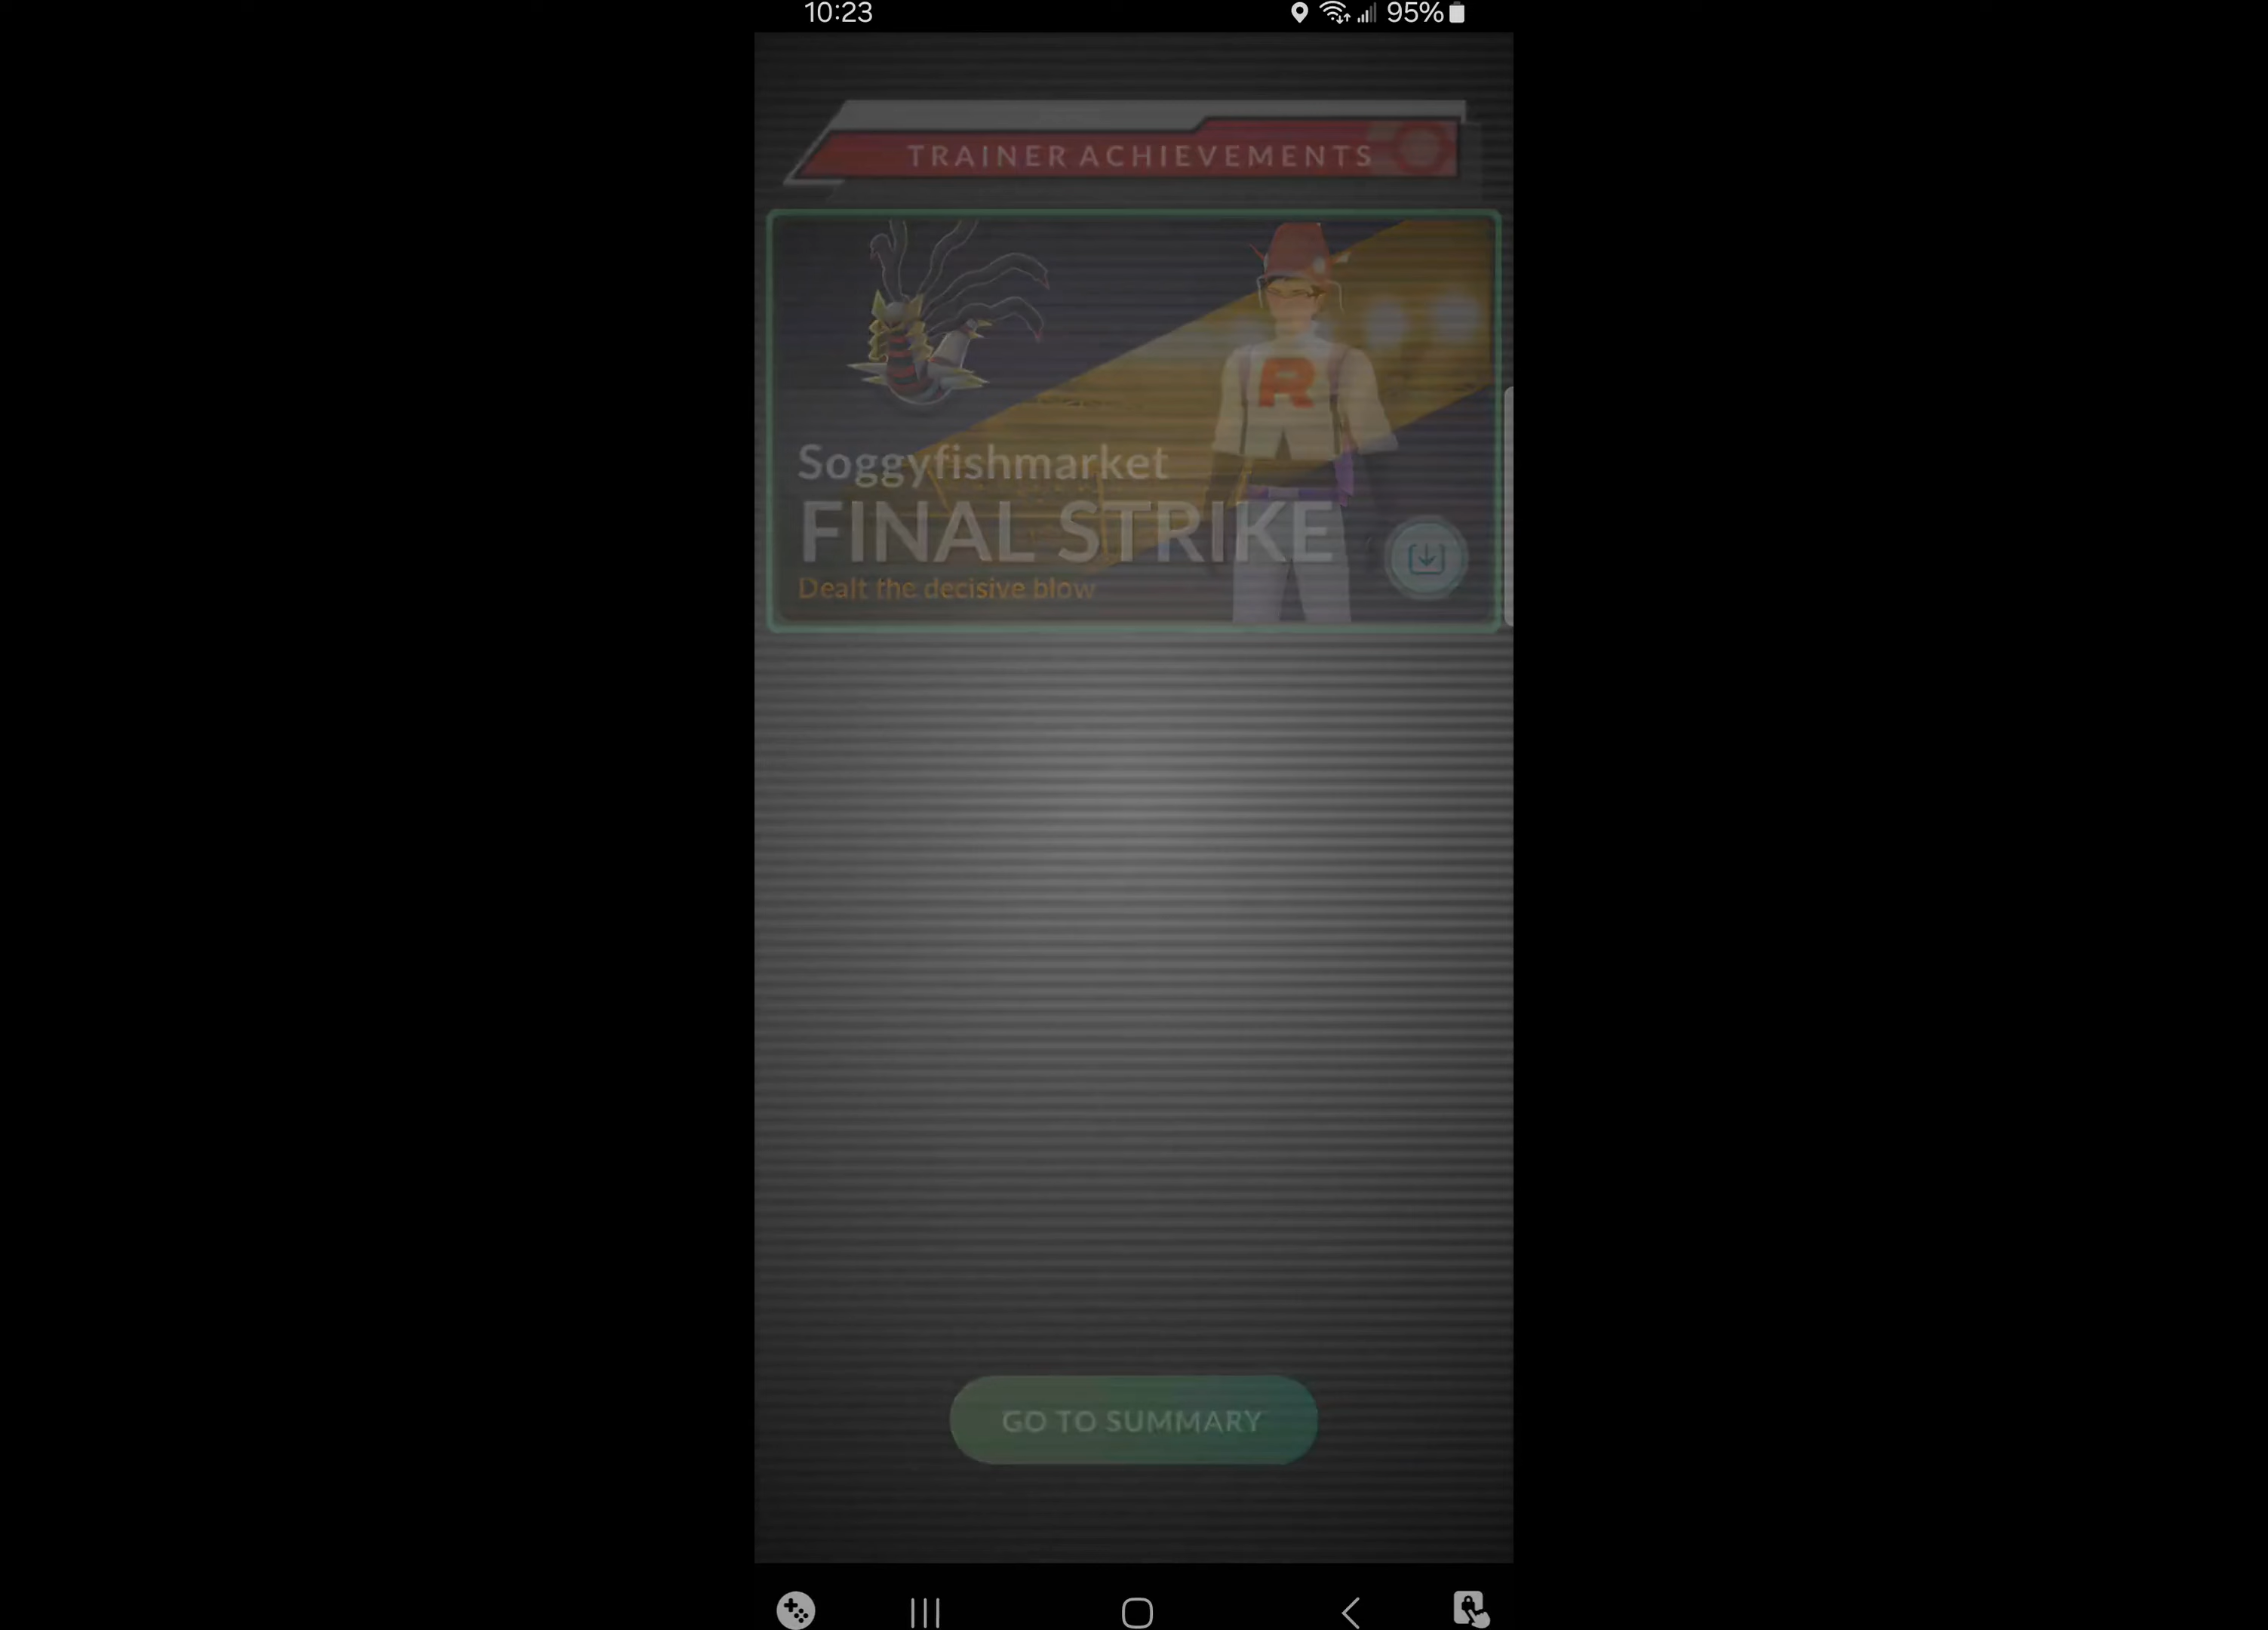 10:23
95%
TRAINER ACHIEVEMENTS
R
Soggyfishmarket
FINAL STRIKE
Dealt the decisive blow
GO TO SUMMARY